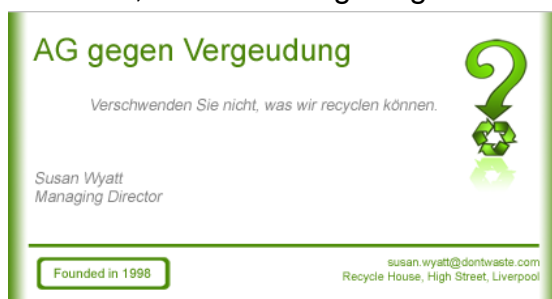 AG gegen Vergeudung
Verschwenden Sie nicht, was wir recyclen können.
Susan Wyatt
Managing Director
Founded in 1998
susan.wyatt@dontwaste.com
Recycle House, High Street, Liverpool